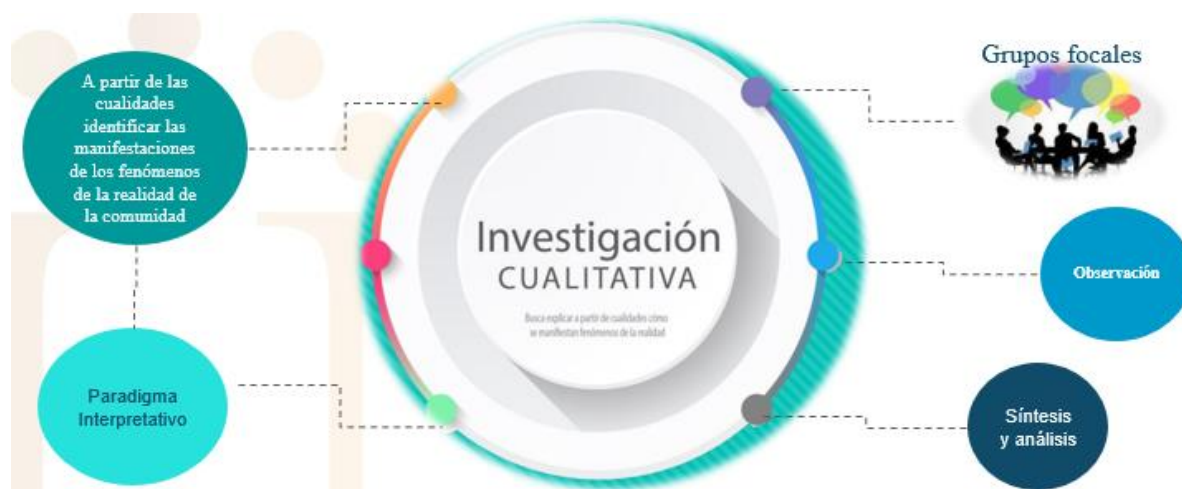 A partir de las
cualidades
identificar las
manifestaciones
de los fenómenos
de la realidad de
la comunidad
Paradigma
Interpretativo
Investigación
CUALITATIVA
Busca explicar a partir de cualidades cómo
se manifiestan fenómenos de la realidad
Grupos focales
Observación
Síntesis
y análisis